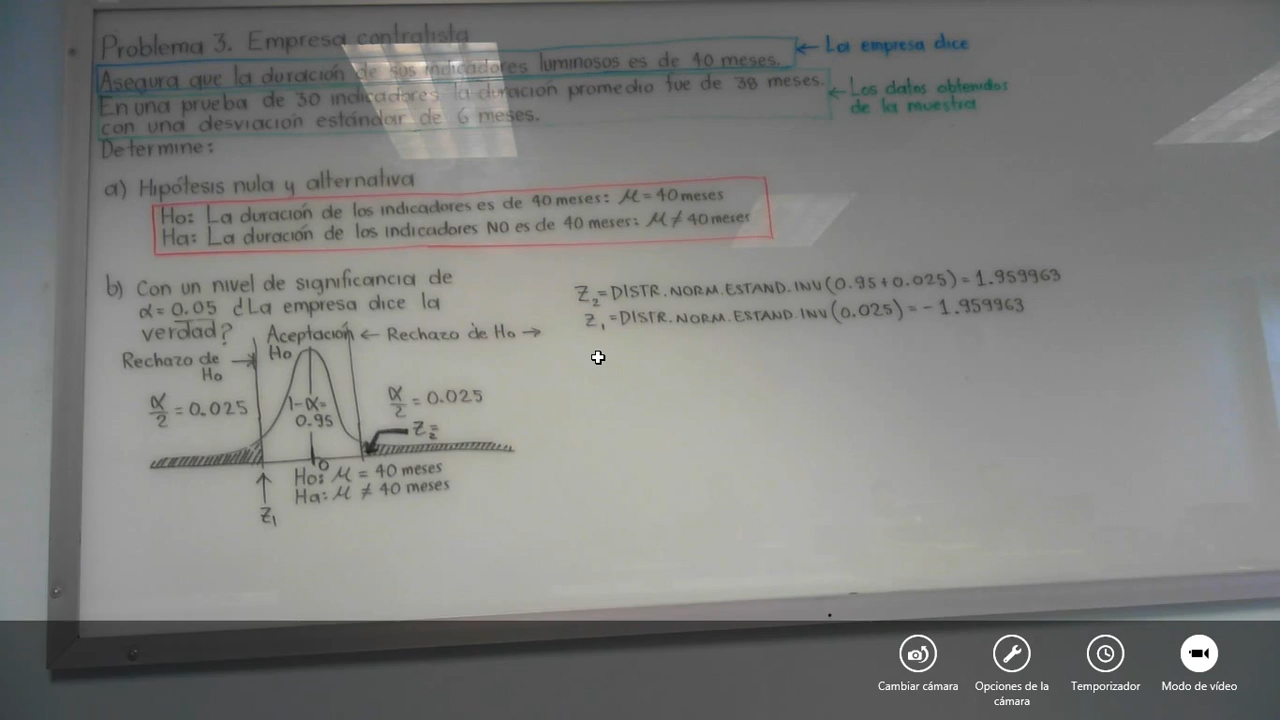 Problema 3. Empresa contratista
Asegura que la duración de sus indicadores luminosos es de 40 meses.
← La empresa dice
En una prueba de 30 indicadores la duración promedio fue de 38 meses.
con una desviación estándar de 6 meses.
← Los datos obtenidos
de la muestra
Determine:
a) Hipótesis nula y alternativa
Ho: La duración de los indicadores es de 40 meses: μ = 40 meses
Ha: La duración de los indicadores NO es de 40 meses: μ ≠ 40 meses
b) Con un nivel de significancia de
α = 0.05 ¿La empresa dice la
verdad?
Z₂ = DISTR.NORM.ESTAND.INV(0.95+0.025) = 1.959963
Z₁ = DISTR.NORM.ESTAND.INV(0.025) = -1.959963
Aceptación ← Rechazo de Ho →
Ho
Rechazo de →
Ho
α/2 = 0.025
1-α=
0.95
α/2 = 0.025
Z₂=
0
Ho: μ = 40 meses
Ha: μ ≠ 40 meses
Z₁
Cambiar cámara
Opciones de la
cámara
Temporizador
Modo de vídeo